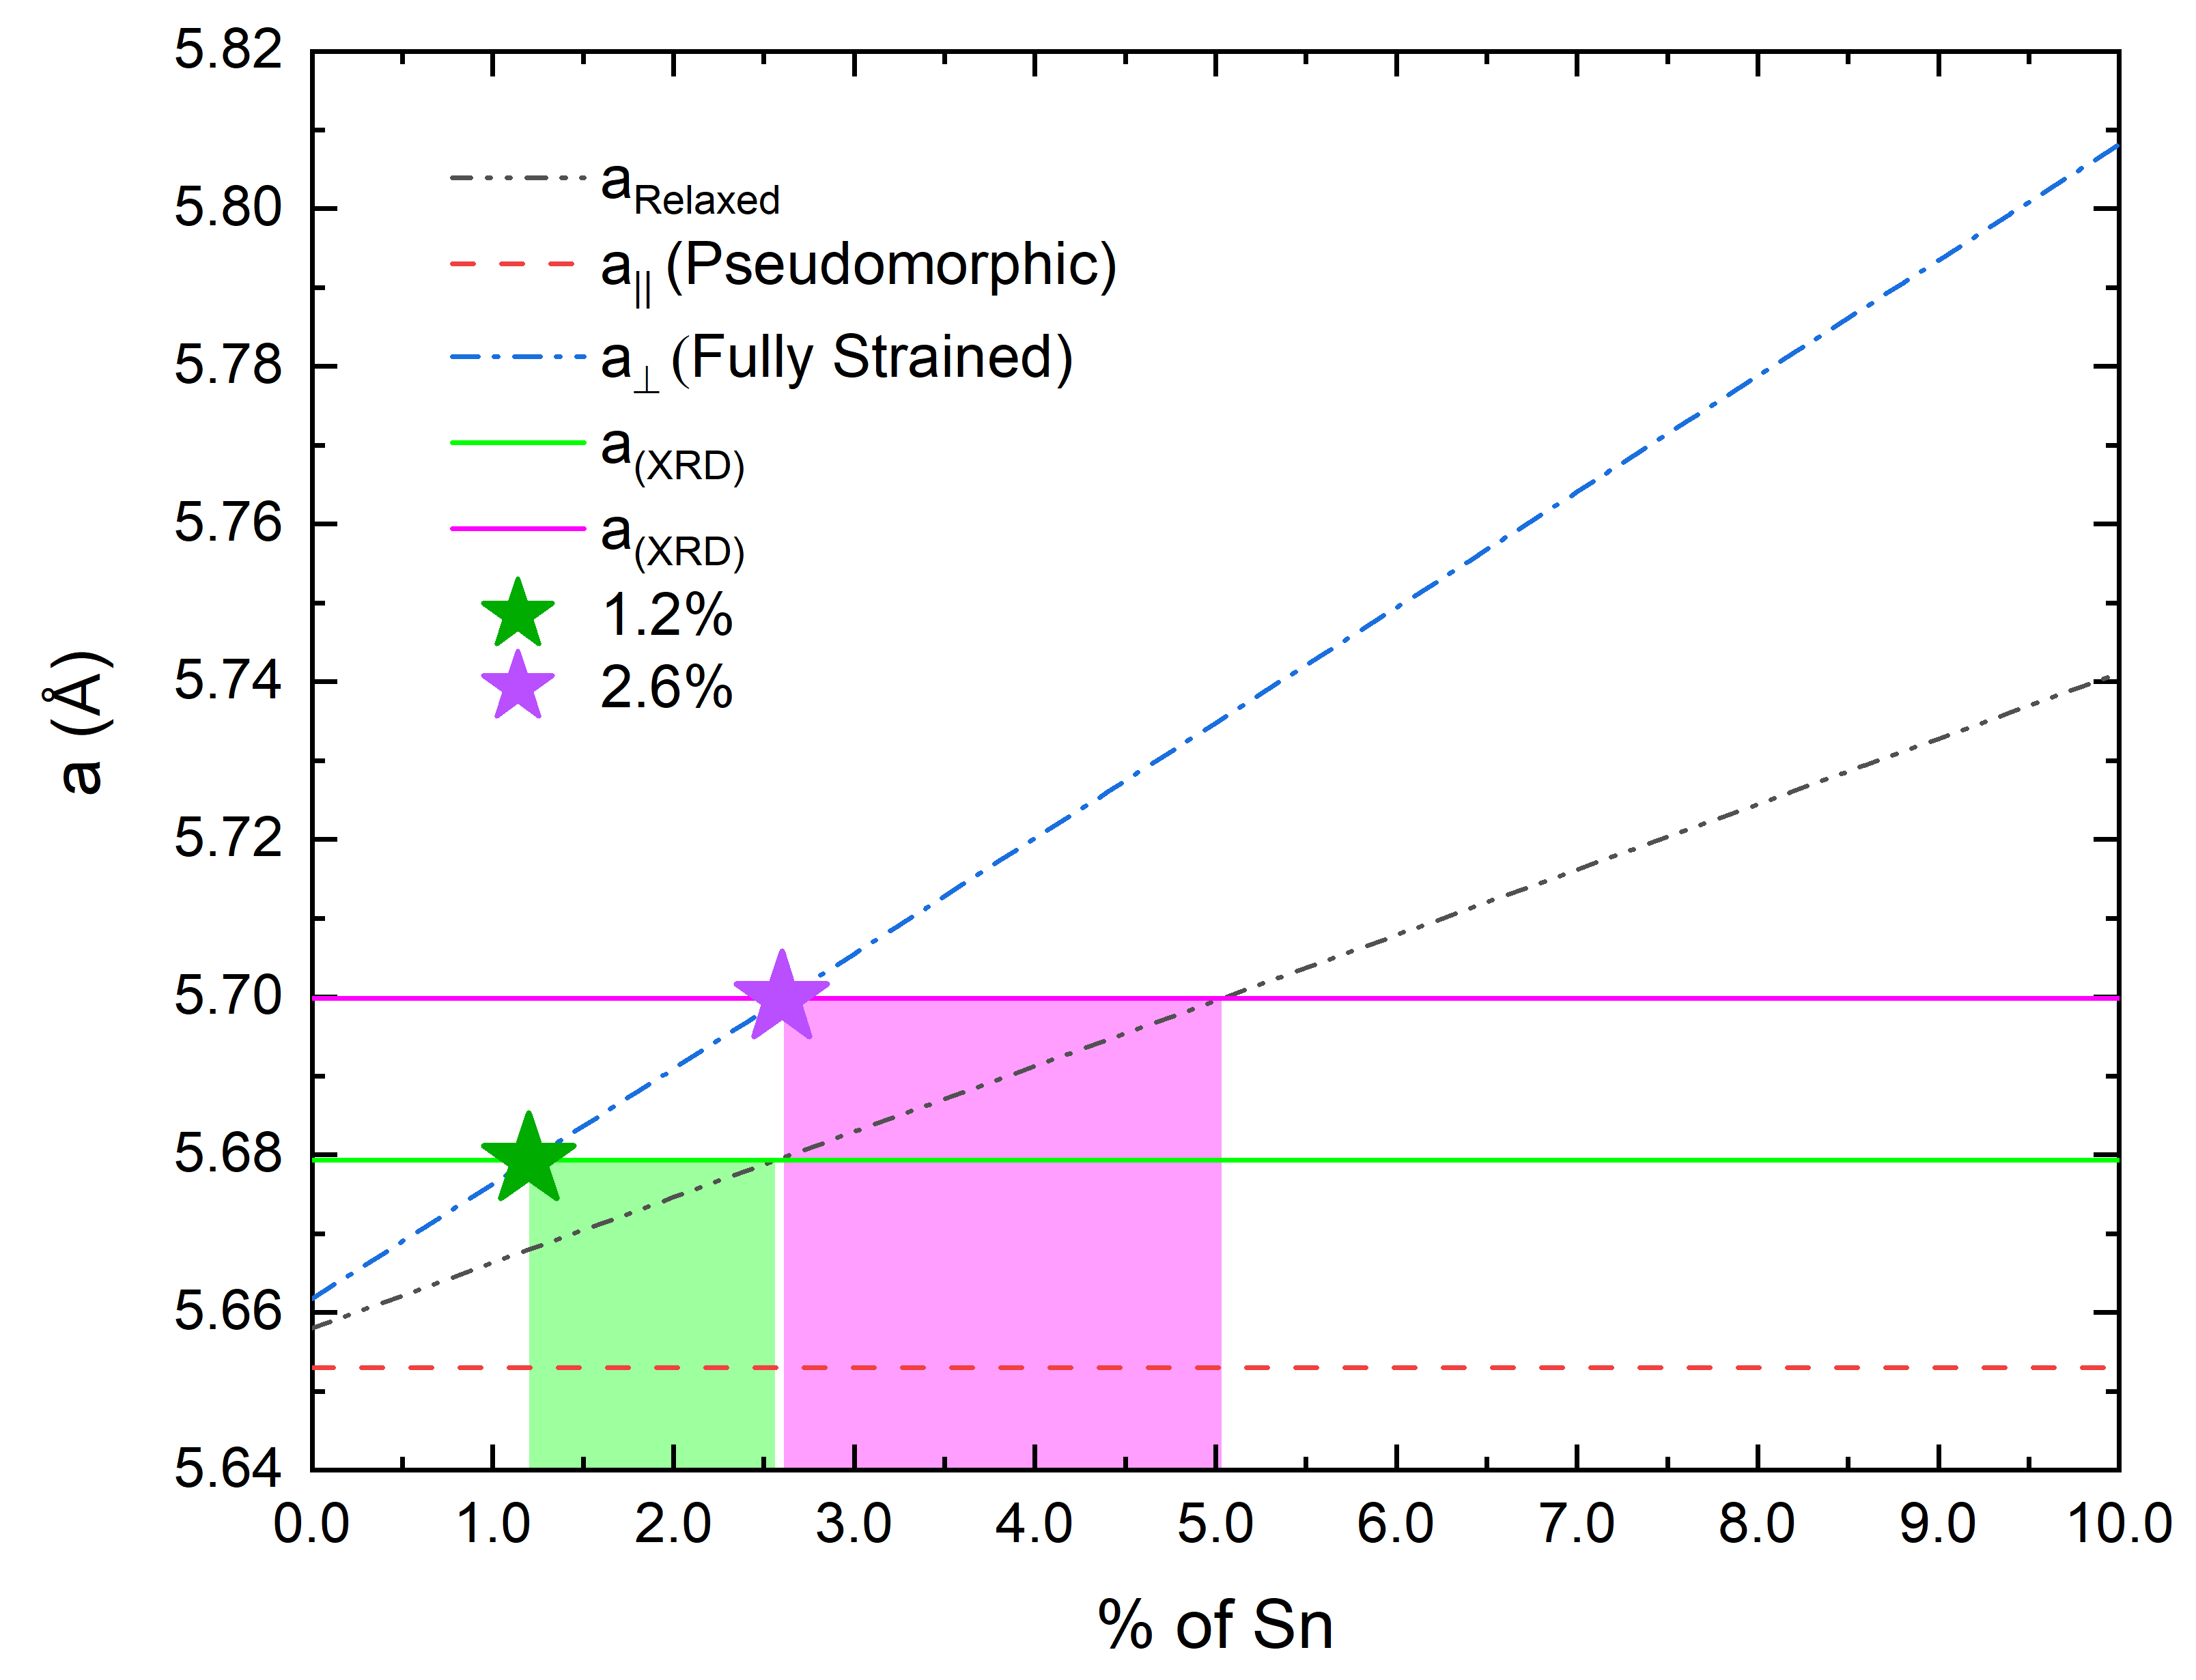 5.82
5.80
5.78
5.76
5.74
5.72
5.70
5.68
5.66
5.64
a (Å)
aRelaxed
a|| (Pseudomorphic)
a⊥ (Fully Strained)
a(XRD)
a(XRD)
1.2%
2.6%
0.0 1.0 2.0 3.0 4.0 5.0 6.0 7.0 8.0 9.0 10.0
% of Sn